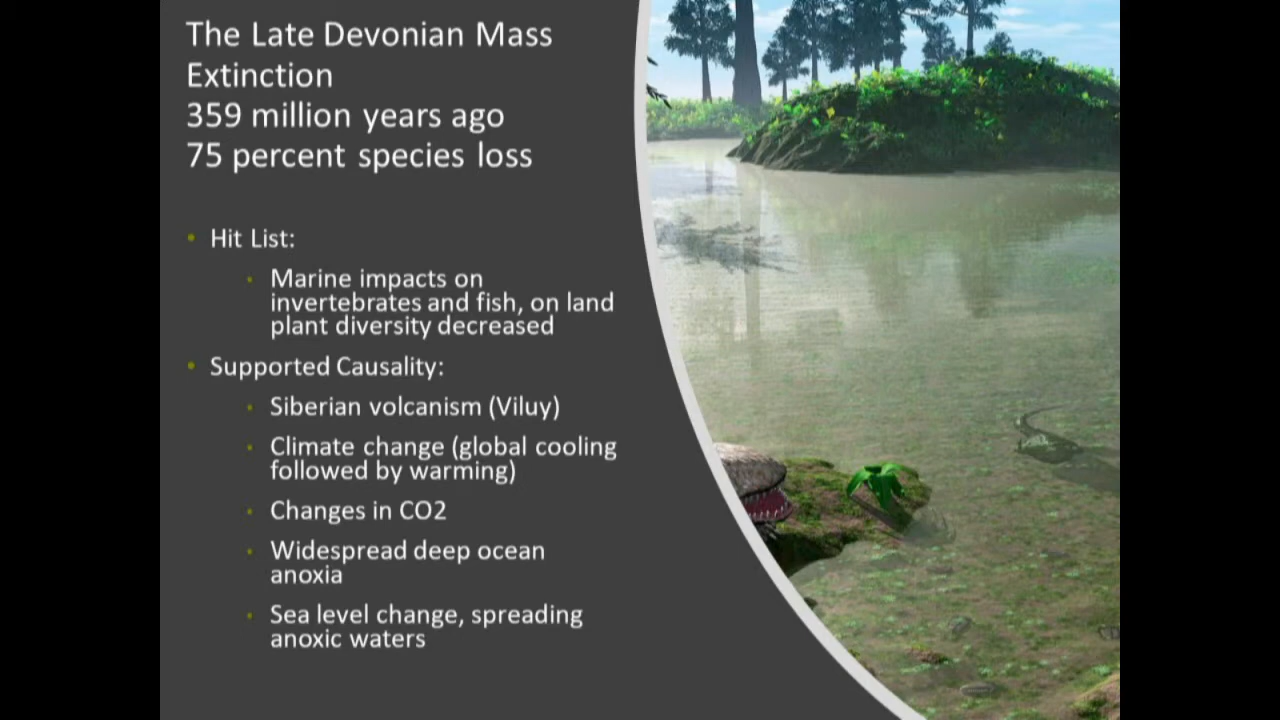 The Late Devonian Mass
Extinction
359 million years ago
75 percent species loss
• Hit List:
• Marine impacts on
invertebrates and fish, on land
plant diversity decreased
• Supported Causality:
• Siberian volcanism (Viluy)
• Climate change (global cooling
followed by warming)
• Changes in CO2
• Widespread deep ocean
anoxia
• Sea level change, spreading
anoxic waters